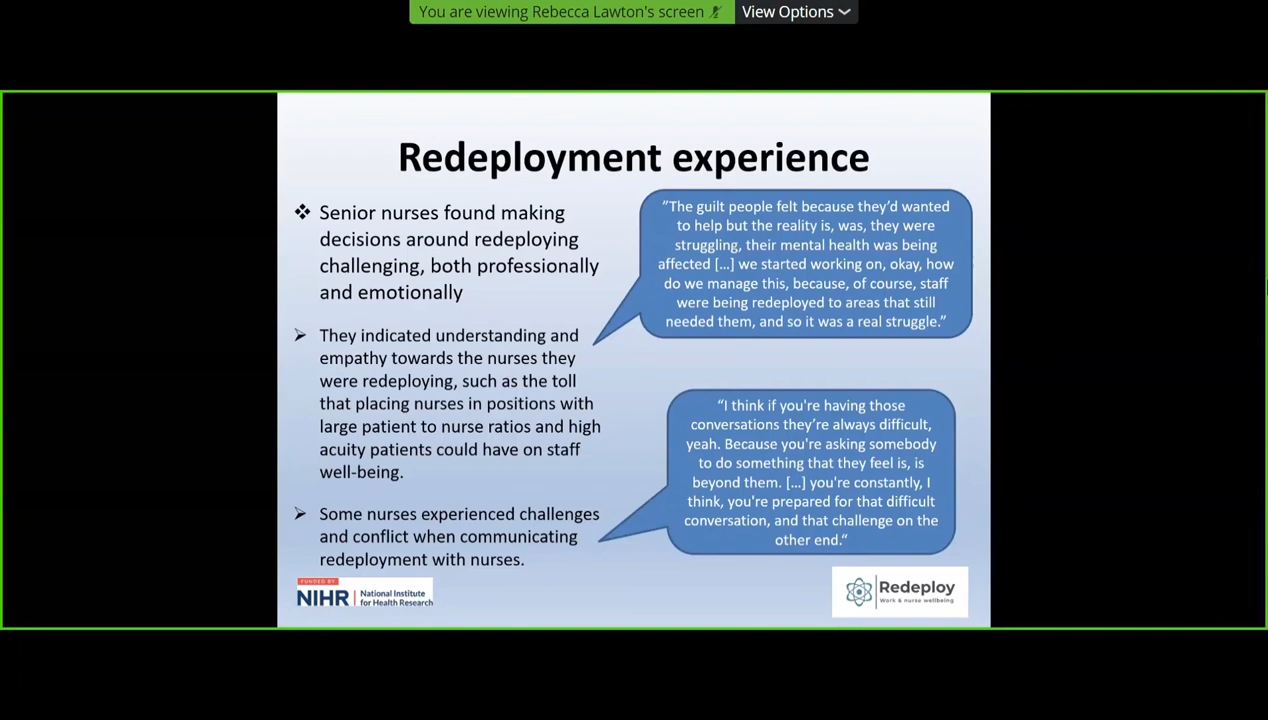 You are viewing Rebecca Lawton's screen
View Options
Redeployment experience
Senior nurses found making
decisions around redeploying
challenging, both professionally
and emotionally
They indicated understanding and
empathy towards the nurses they
were redeploying, such as the toll
that placing nurses in positions with
large patient to nurse ratios and high
acuity patients could have on staff
well-being.
Some nurses experienced challenges
and conflict when communicating
redeployment with nurses.
"The guilt people felt because they'd wanted
to help but the reality is, was, they were
struggling, their mental health was being
affected […] we started working on, okay, how
do we manage this, because, of course, staff
were being redeployed to areas that still
needed them, and so it was a real struggle."
"I think if you're having those
conversations they're always difficult,
yeah. Because you're asking somebody
to do something that they feel is, is
beyond them. […] you're constantly, I
think, you're prepared for that difficult
conversation, and that challenge on the
other end."
FUNDED BY
NIHR | National Institute
for Health Research
Redeploy
Work & nurse wellbeing